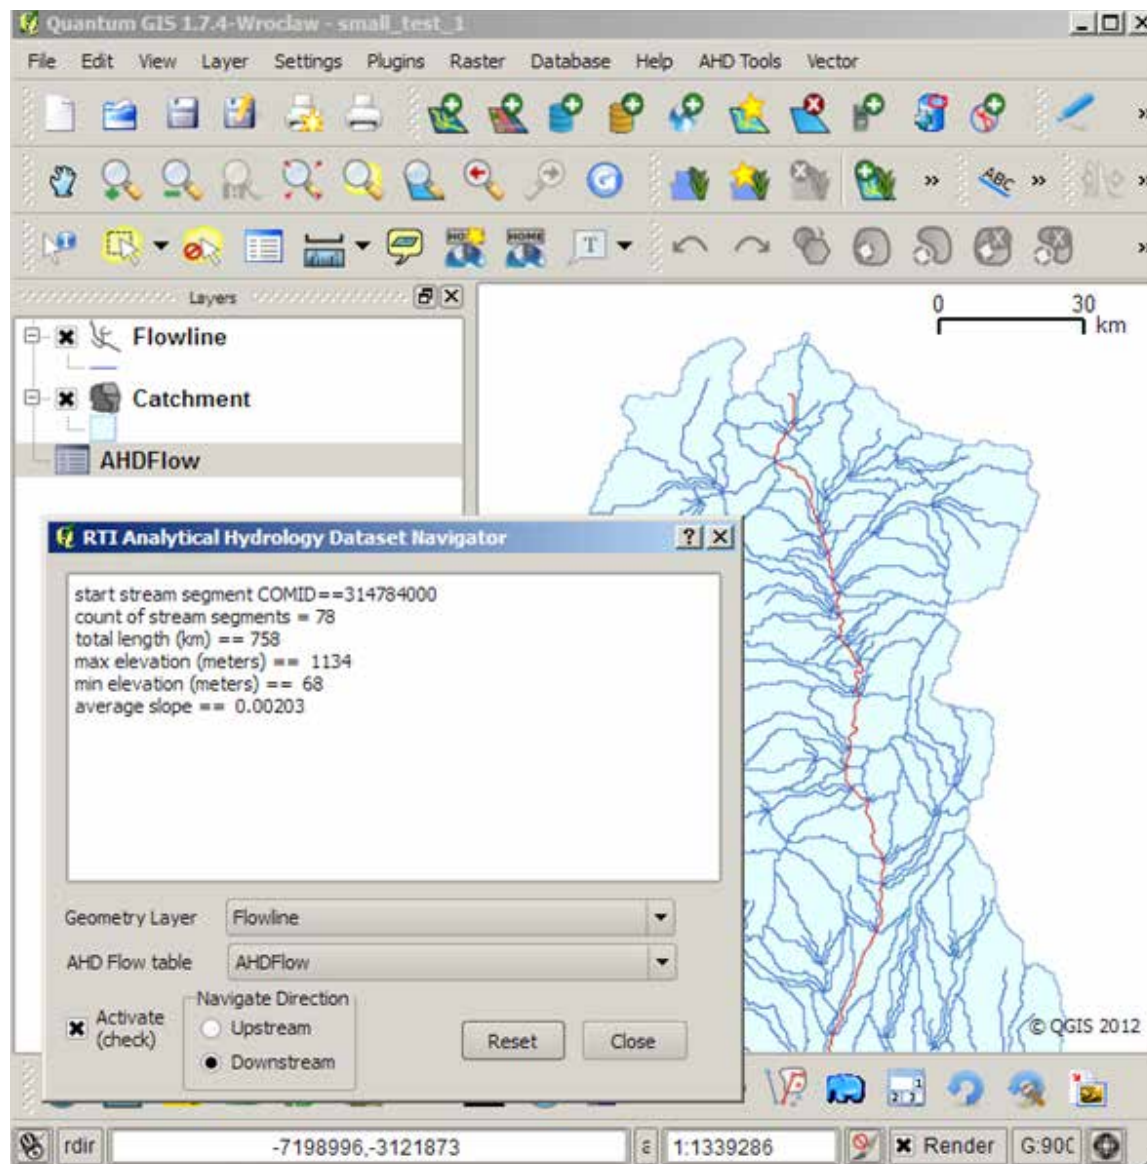 Quantum GIS 1.7.4-Wroclaw - small_test_1
File Edit View Layer Settings Plugins Raster Database Help AHD Tools Vector
ABC
HOME
T
Layers
0 30
km
Flowline
Catchment
AHDFlow
RTI Analytical Hydrology Dataset Navigator
start stream segment COMID==314784000
count of stream segments = 78
total length (km) == 758
max elevation (meters) == 1134
min elevation (meters) == 68
average slope == 0.00203
Geometry Layer Flowline
AHD Flow table AHDFlow
Activate
(check)
Navigate Direction
Upstream
Downstream
Reset Close
© QGIS 2012
rdir -7198996,-3121873 1:1339286 Render G:900